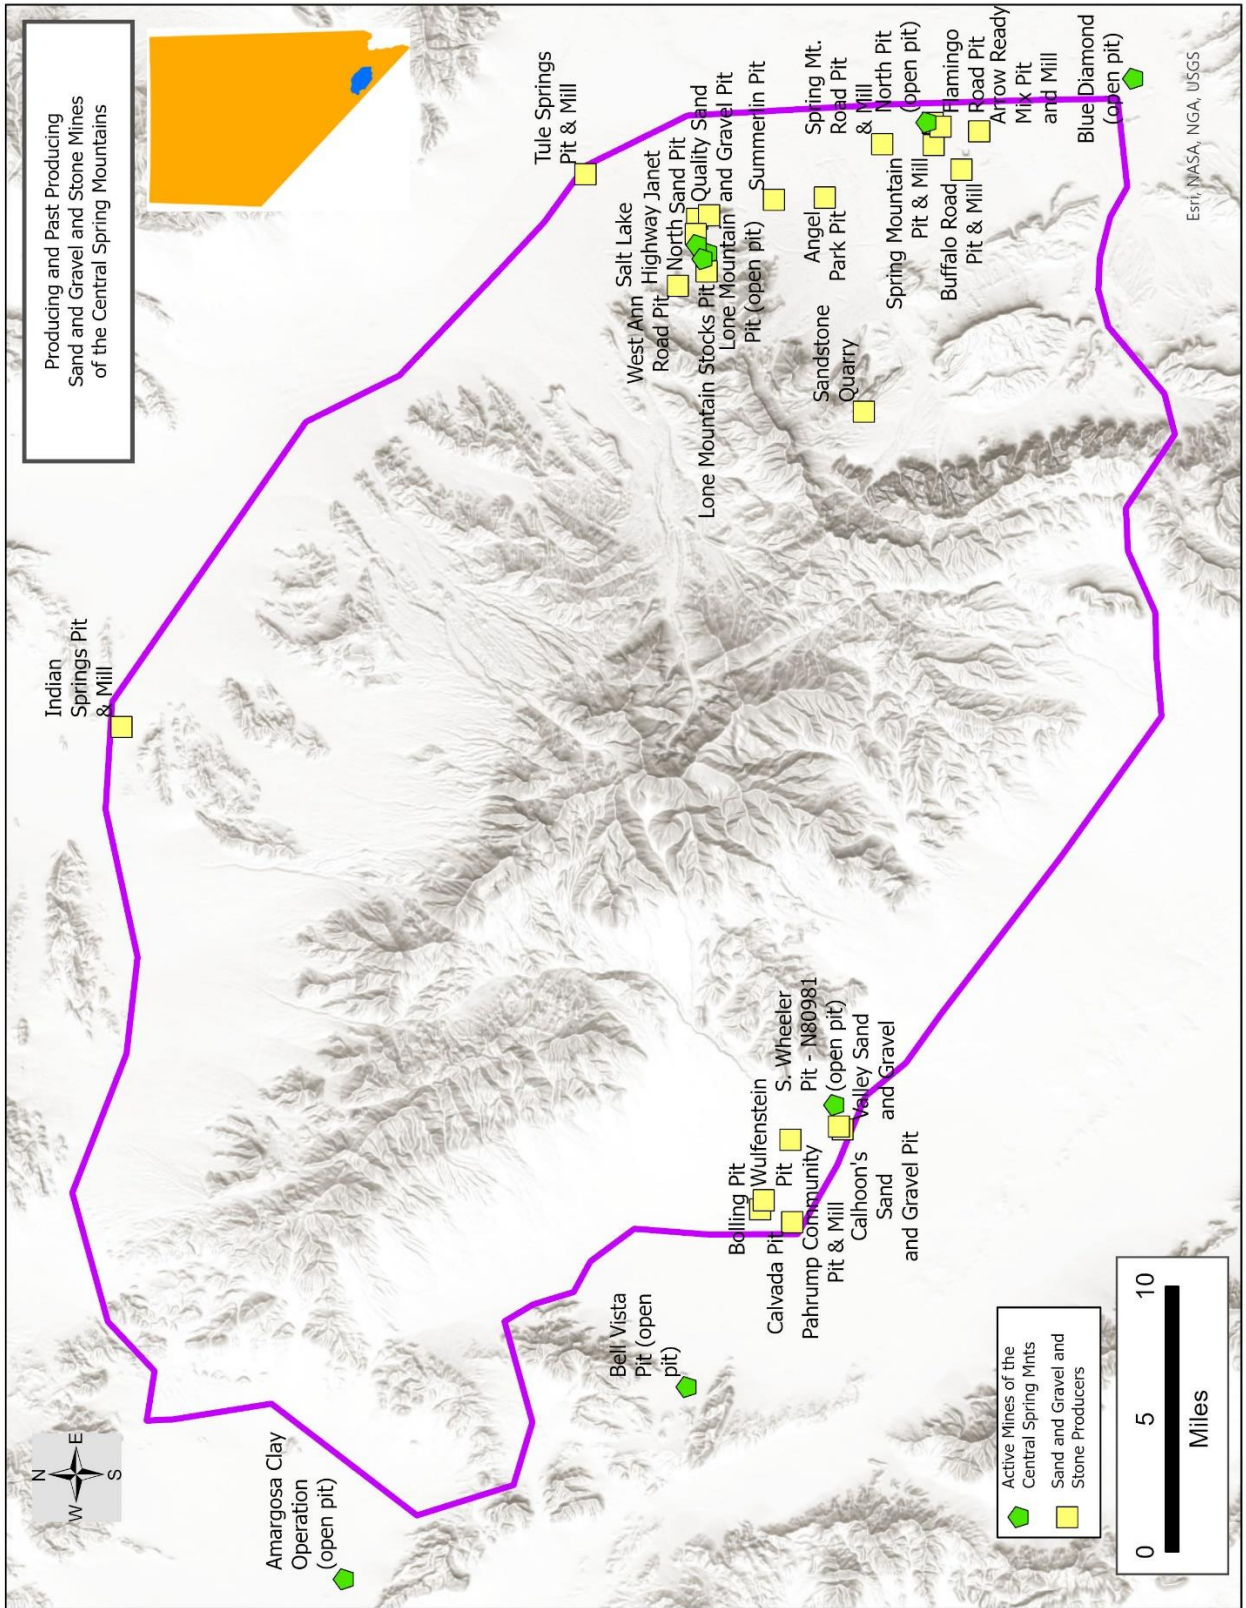 Producing and Past Producing
Sand and Gravel and Stone Mines
of the Central Spring Mountains
N
W
E
S
Indian
Springs Pit
& Mill
Amargosa Clay
Operation
(open pit)
Tule Springs
Pit & Mill
Bell Vista
Pit (open
pit)
Salt Lake
Highway Janet
North Sand Pit
Quality Sand
and Gravel Pit
West Ann
Road Pit
Lone Mountain Stocks Pit
Lone Mountain
Pit (open pit)
Summerlin Pit
Angel
Park Pit
Sandstone
Quarry
Spring Mt.
Road Pit
& Mill
North Pit
(open pit)
Spring Mountain
Pit & Mill
Flamingo
Road Pit
Buffalo Road
Pit & Mill
Arrow Ready
Mix Pit
and Mill
Blue Diamond
(open pit)
Bolling Pit
Wulfenstein
Pit
Calvada Pit
S. Wheeler
Pit - N80981
(open pit)
Pahrump Community
Pit & Mill
Valley Sand
and Gravel
Calhoon's
Sand
and Gravel Pit
Active Mines of the
Central Spring Mnts
Sand and Gravel and
Stone Producers
0 5 10
Miles
Esri, NASA, NGA, USGS